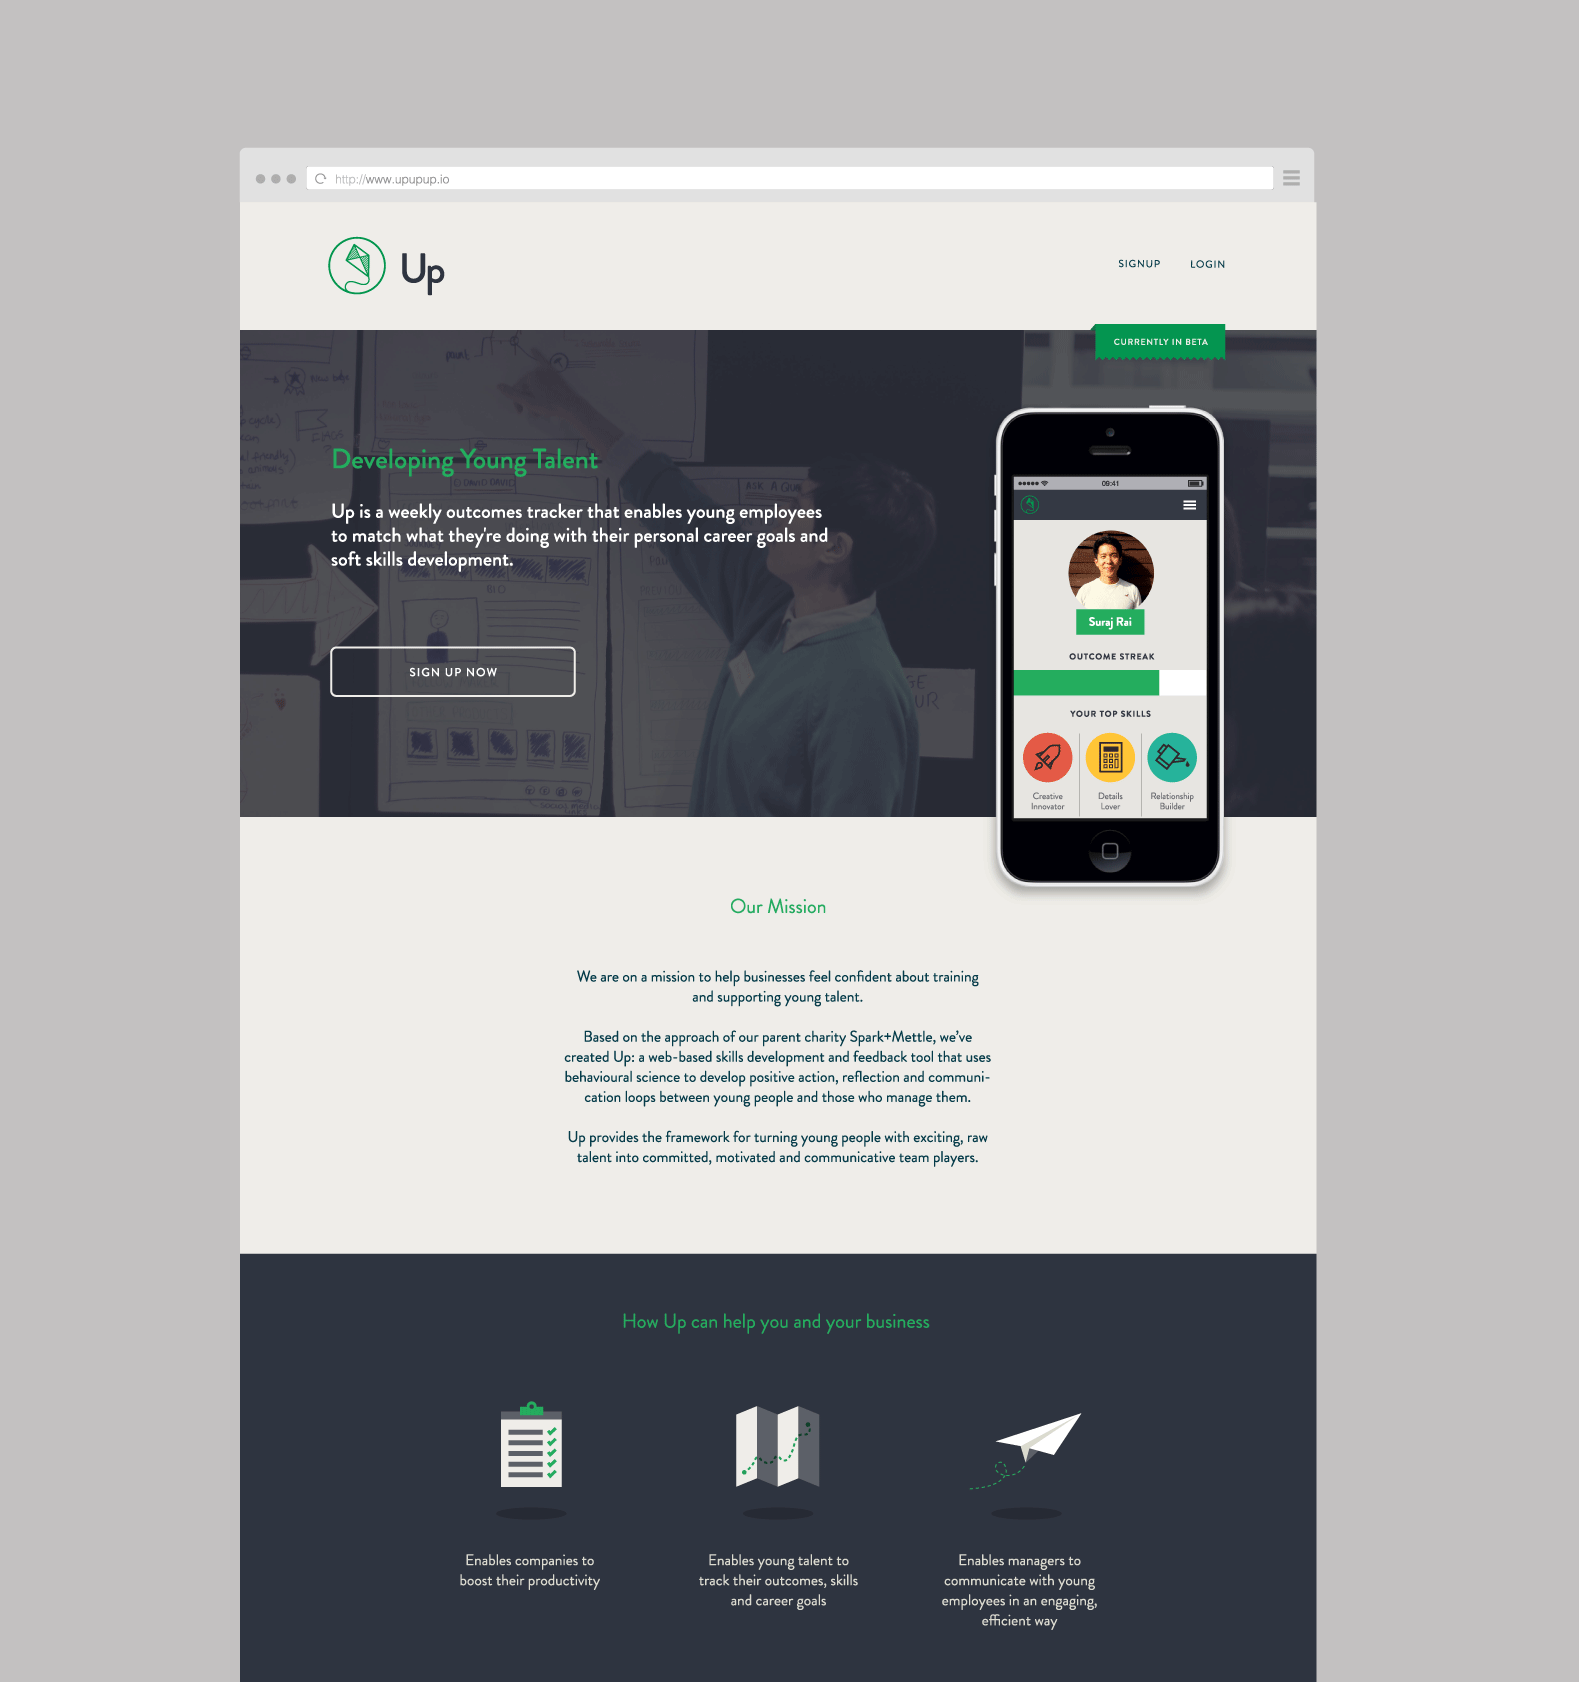 http://www.upupup.io
Up
SIGNUP LOGIN
CURRENTLY IN BETA
point
DAVID DAVID
ASK A
BIO
Developing Young Talent
Up is a weekly outcomes tracker that enables young employees
to match what they're doing with their personal career goals and
soft skills development.
SIGN UP NOW
09:41
Suraj Rai
OUTCOME STREAK
YOUR TOP SKILLS
Creative
Innovator
Details
Lover
Relationship
Builder
Our Mission
We are on a mission to help businesses feel confident about training
and supporting young talent.
Based on the approach of our parent charity Spark+Mettle, we've
created Up: a web-based skills development and feedback tool that uses
behavioural science to develop positive action, reflection and communi-
cation loops between young people and those who manage them.
Up provides the framework for turning young people with exciting, raw
talent into committed, motivated and communicative team players.
How Up can help you and your business
Enables companies to
boost their productivity
Enables young talent to
track their outcomes, skills
and career goals
Enables managers to
communicate with young
employees in an engaging,
efficient way